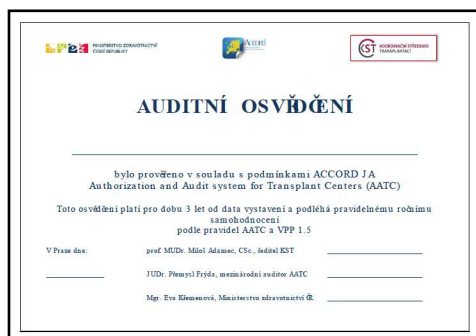 MINISTERSTVO ZDRAVOTNICTVÍ
ČESKÉ REPUBLIKY
Accord
KST
KOORDINAČNÍ STŘEDISKO
TRANSPLANTACÍ
AUDITNÍ OSVĚDČENÍ
bylo prověřeno v souladu s podmínkami ACCORD JA
Authorization and Audit system for Transplant Centers (AATC)
Toto osvědčení platí pro dobu 3 let od data vystavení a podléhá pravidelnému ročnímu
samohodnocení
podle pravidel AATC a VPP 1.5
V Praze dne:
prof. MUDr. Miloš Adamec, CSc., ředitel KST
JUDr. Přemysl Frýda, mezinárodní auditor AATC
Mgr. Eva Křemenová, Ministerstvo zdravotnictví ČR